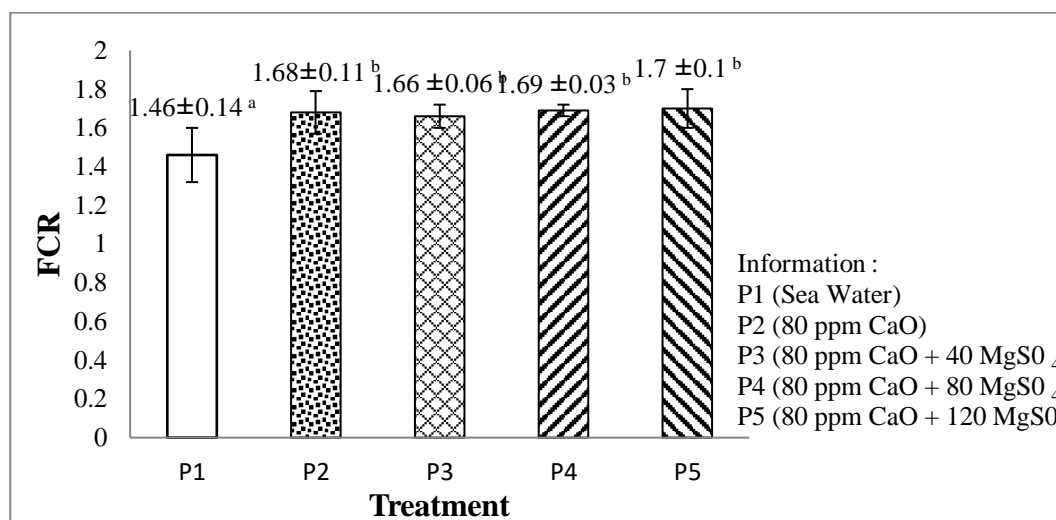 2
1.8
1.6
1.4
1.2
1
0.8
0.6
0.4
0.2
0
FCR
1.46±0.14 a
1.68±0.11 b
1.66±0.06 b
1.69±0.03 b
1.7 ±0.1 b
P1 P2 P3 P4 P5
Treatment
Information :
P1 (Sea Water)
P2 (80 ppm CaO)
P3 (80 ppm CaO + 40 MgS0 4
P4 (80 ppm CaO + 80 MgS0 4
P5 (80 ppm CaO + 120 MgS0